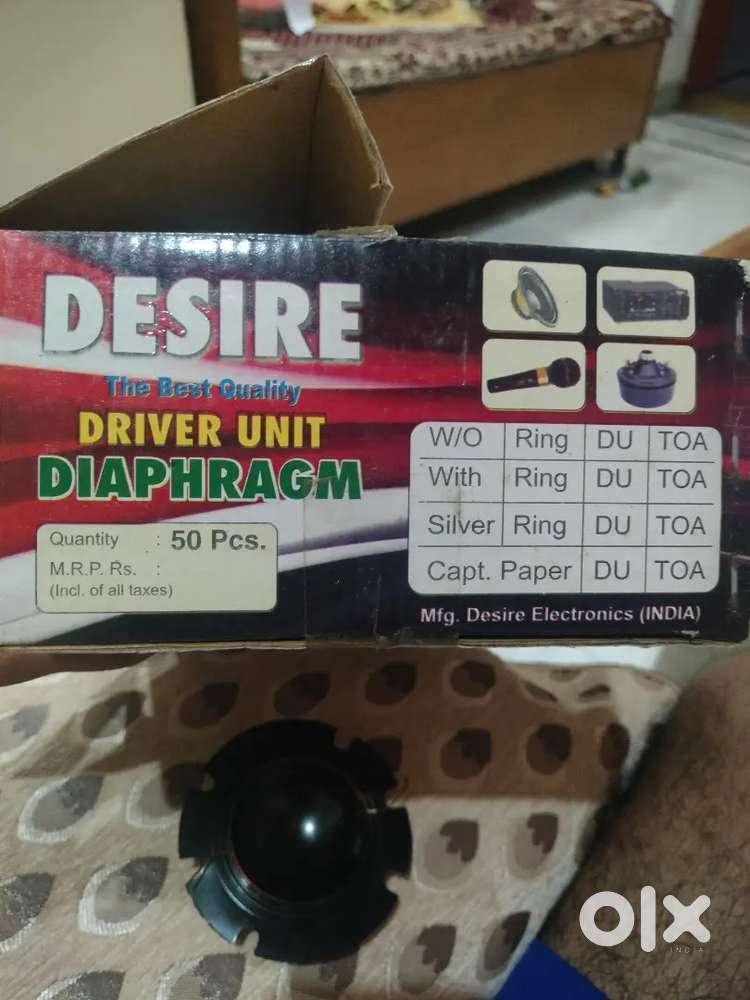 DESIRE
The Best Quality
DRIVER UNIT
DIAPHRAGM
Quantity : 50 Pcs.
M.R.P. Rs. :
(Incl. of all taxes)
W/O Ring DU TOA
With Ring DU TOA
Silver Ring DU TOA
Capt. Paper DU TOA
Mfg. Desire Electronics (INDIA)
olx
INDIA